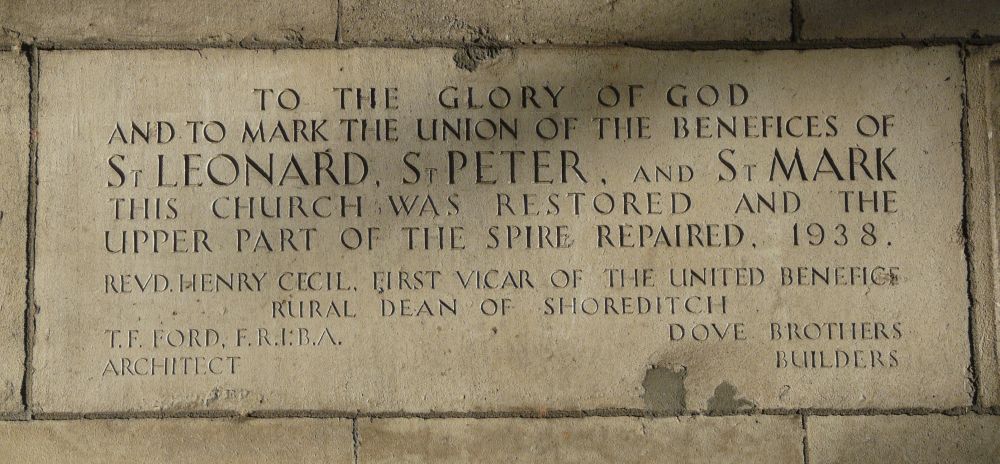 TO THE GLORY OF GOD
AND TO MARK THE UNION OF THE BENEFICES OF
ST LEONARD, ST PETER, AND ST MARK
THIS CHURCH WAS RESTORED AND THE
UPPER PART OF THE SPIRE REPAIRED, 1938.
REVD. HENRY CECIL, FIRST VICAR OF THE UNITED BENEFICE
RURAL DEAN OF SHOREDITCH
T.F. FORD, F.R.I.B.A. DOVE BROTHERS
ARCHITECT BUILDERS